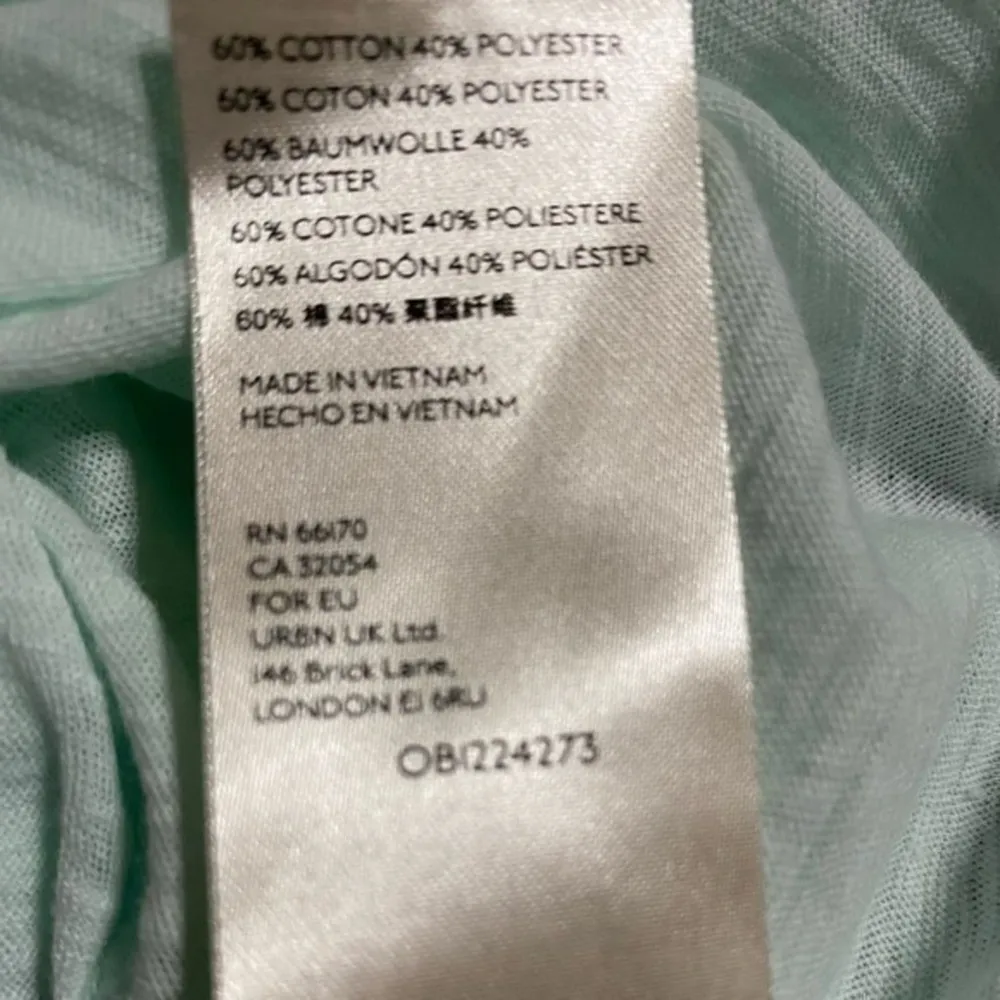 60% COTTON 40% POLYESTER
60% COTON 40% POLYESTER
60% BAUMWOLLE 40%
POLYESTER
60% COTONE 40% POLIESTERE
60% ALGODÓN 40% POLIÉSTER
60% 棉 40% 聚酯纤维
MADE IN VIETNAM
HECHO EN VIETNAM
RN 66170
CA 32054
FOR EU
URBN UK Ltd.
146 Brick Lane,
LONDON E1 6RU
OB1224273